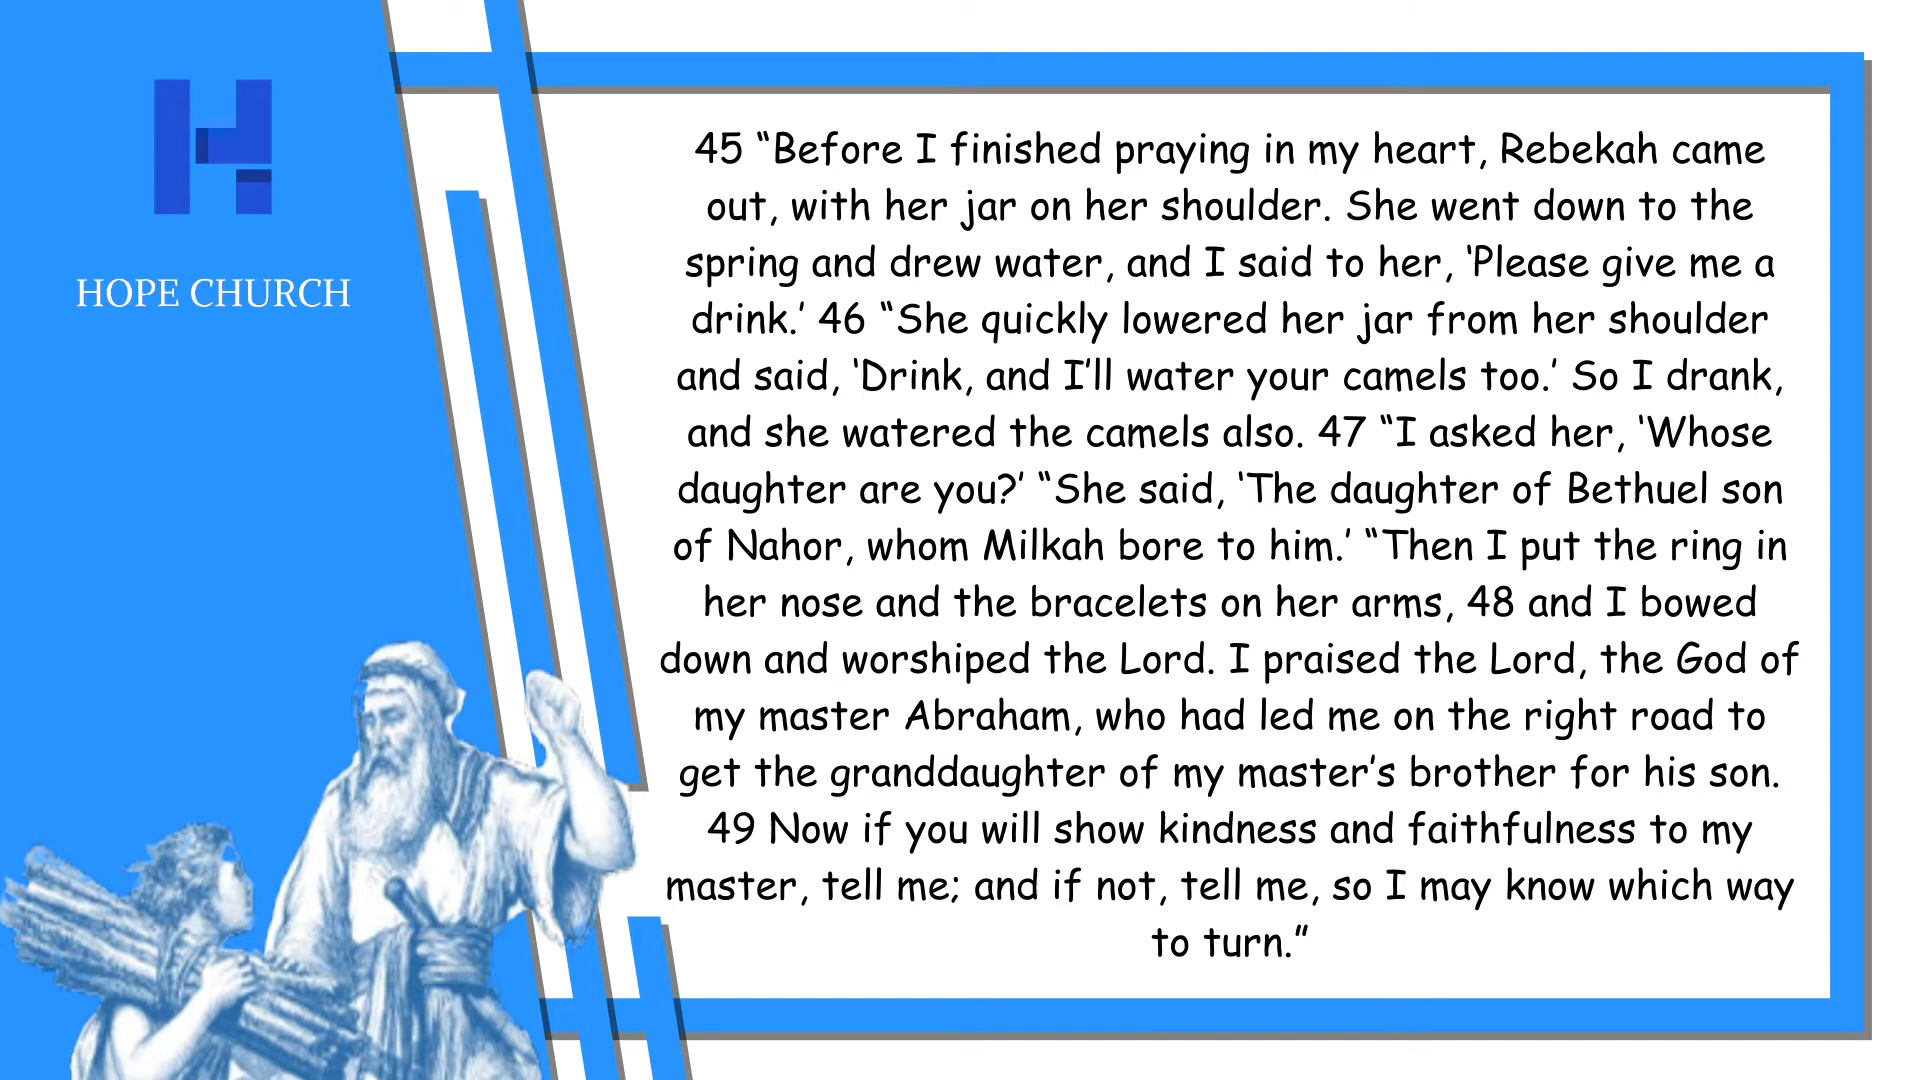 HOPE CHURCH
45 “Before I finished praying in my heart, Rebekah came
out, with her jar on her shoulder. She went down to the
spring and drew water, and I said to her, ‘Please give me a
drink.’ 46 “She quickly lowered her jar from her shoulder
and said, ‘Drink, and I’ll water your camels too.’ So I drank,
and she watered the camels also. 47 “I asked her, ‘Whose
daughter are you?’ “She said, ‘The daughter of Bethuel son
of Nahor, whom Milkah bore to him.’ “Then I put the ring in
her nose and the bracelets on her arms, 48 and I bowed
down and worshiped the Lord. I praised the Lord, the God of
my master Abraham, who had led me on the right road to
get the granddaughter of my master’s brother for his son.
49 Now if you will show kindness and faithfulness to my
master, tell me; and if not, tell me, so I may know which way
to turn.”